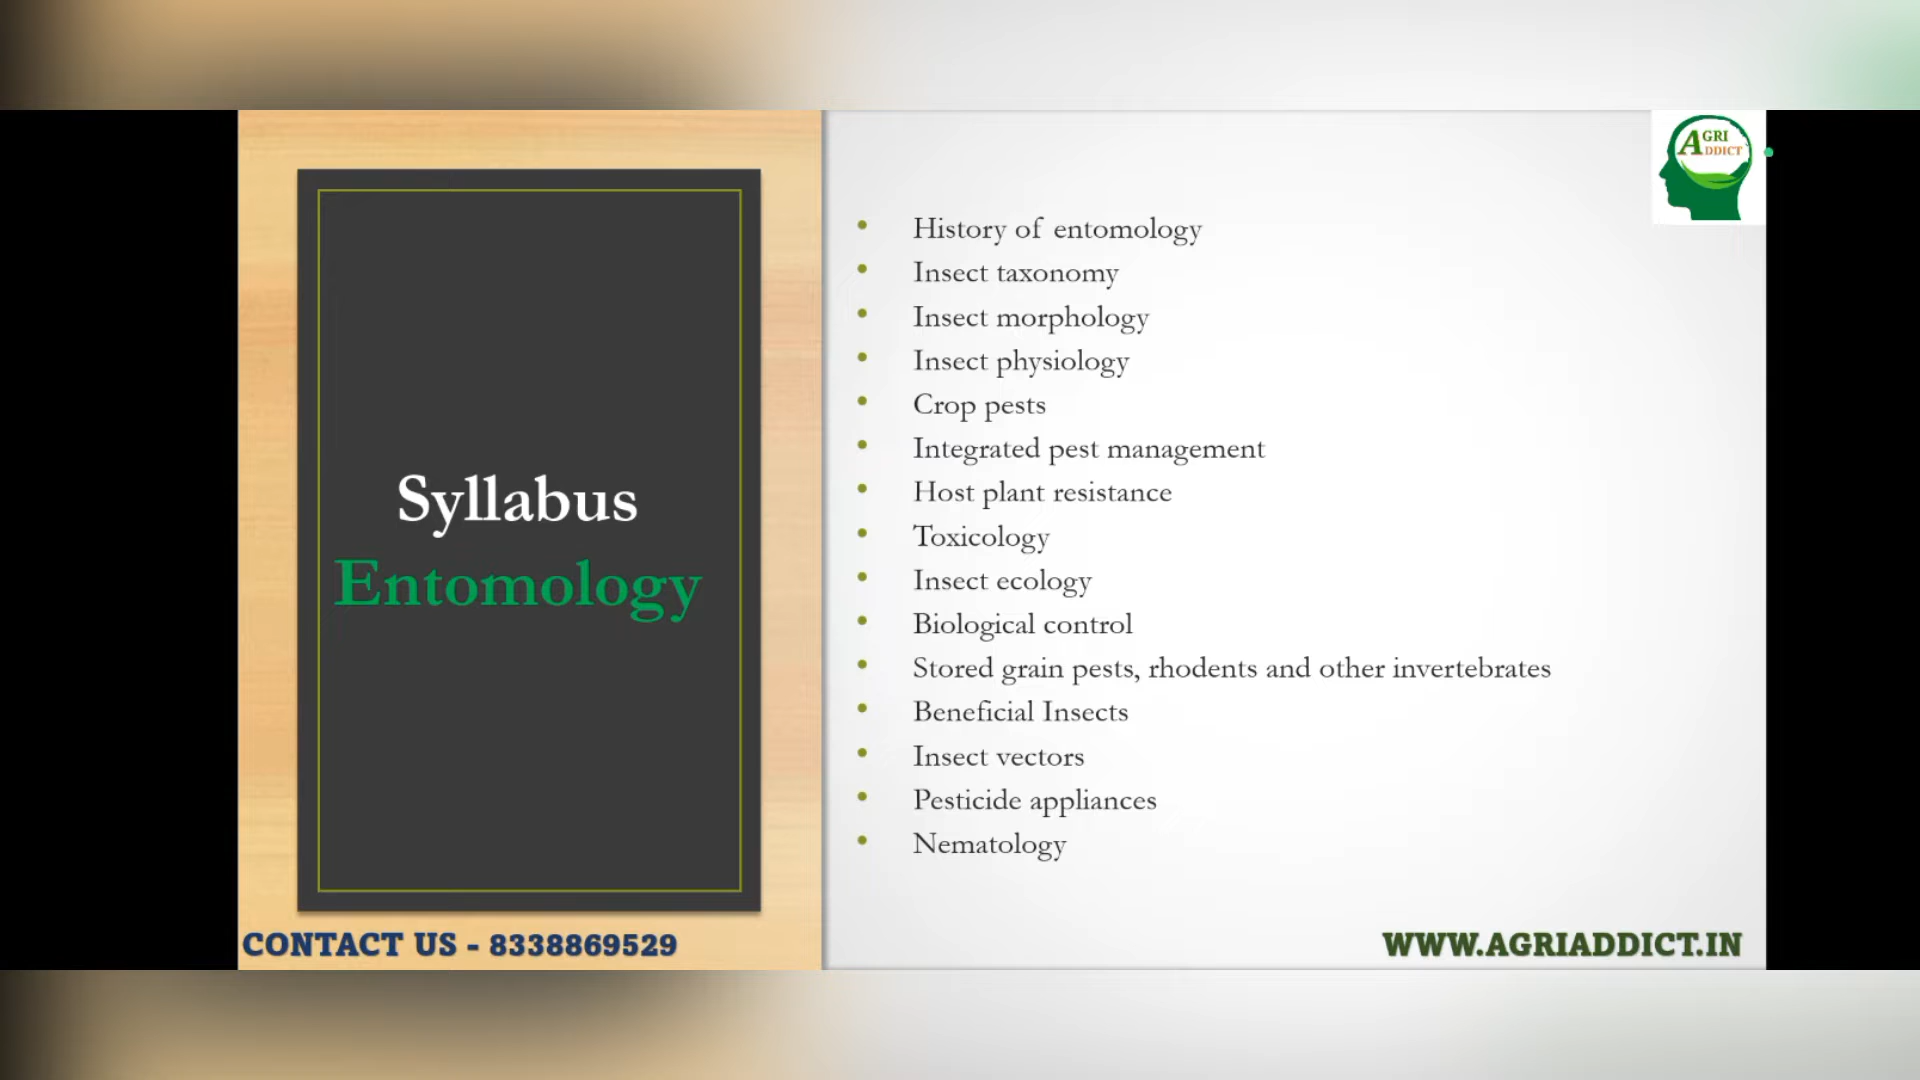 AGRI
ADDICT
Syllabus
Entomology
• History of entomology
• Insect taxonomy
• Insect morphology
• Insect physiology
• Crop pests
• Integrated pest management
• Host plant resistance
• Toxicology
• Insect ecology
• Biological control
• Stored grain pests, rhodents and other invertebrates
• Beneficial Insects
• Insect vectors
• Pesticide appliances
• Nematology
CONTACT US - 8338869529
WWW.AGRIADDICT.IN